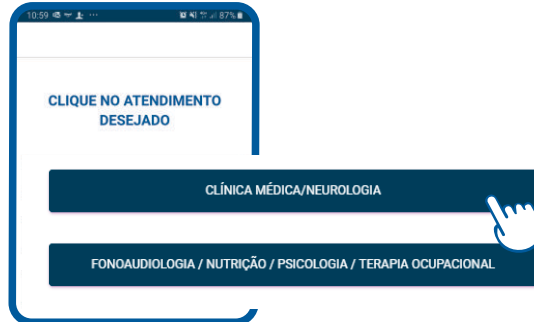 10:59 ... 87%
CLIQUE NO ATENDIMENTO
DESEJADO
CLÍNICA MÉDICA/NEUROLOGIA
FONOAUDIOLOGIA / NUTRIÇÃO / PSICOLOGIA / TERAPIA OCUPACIONAL